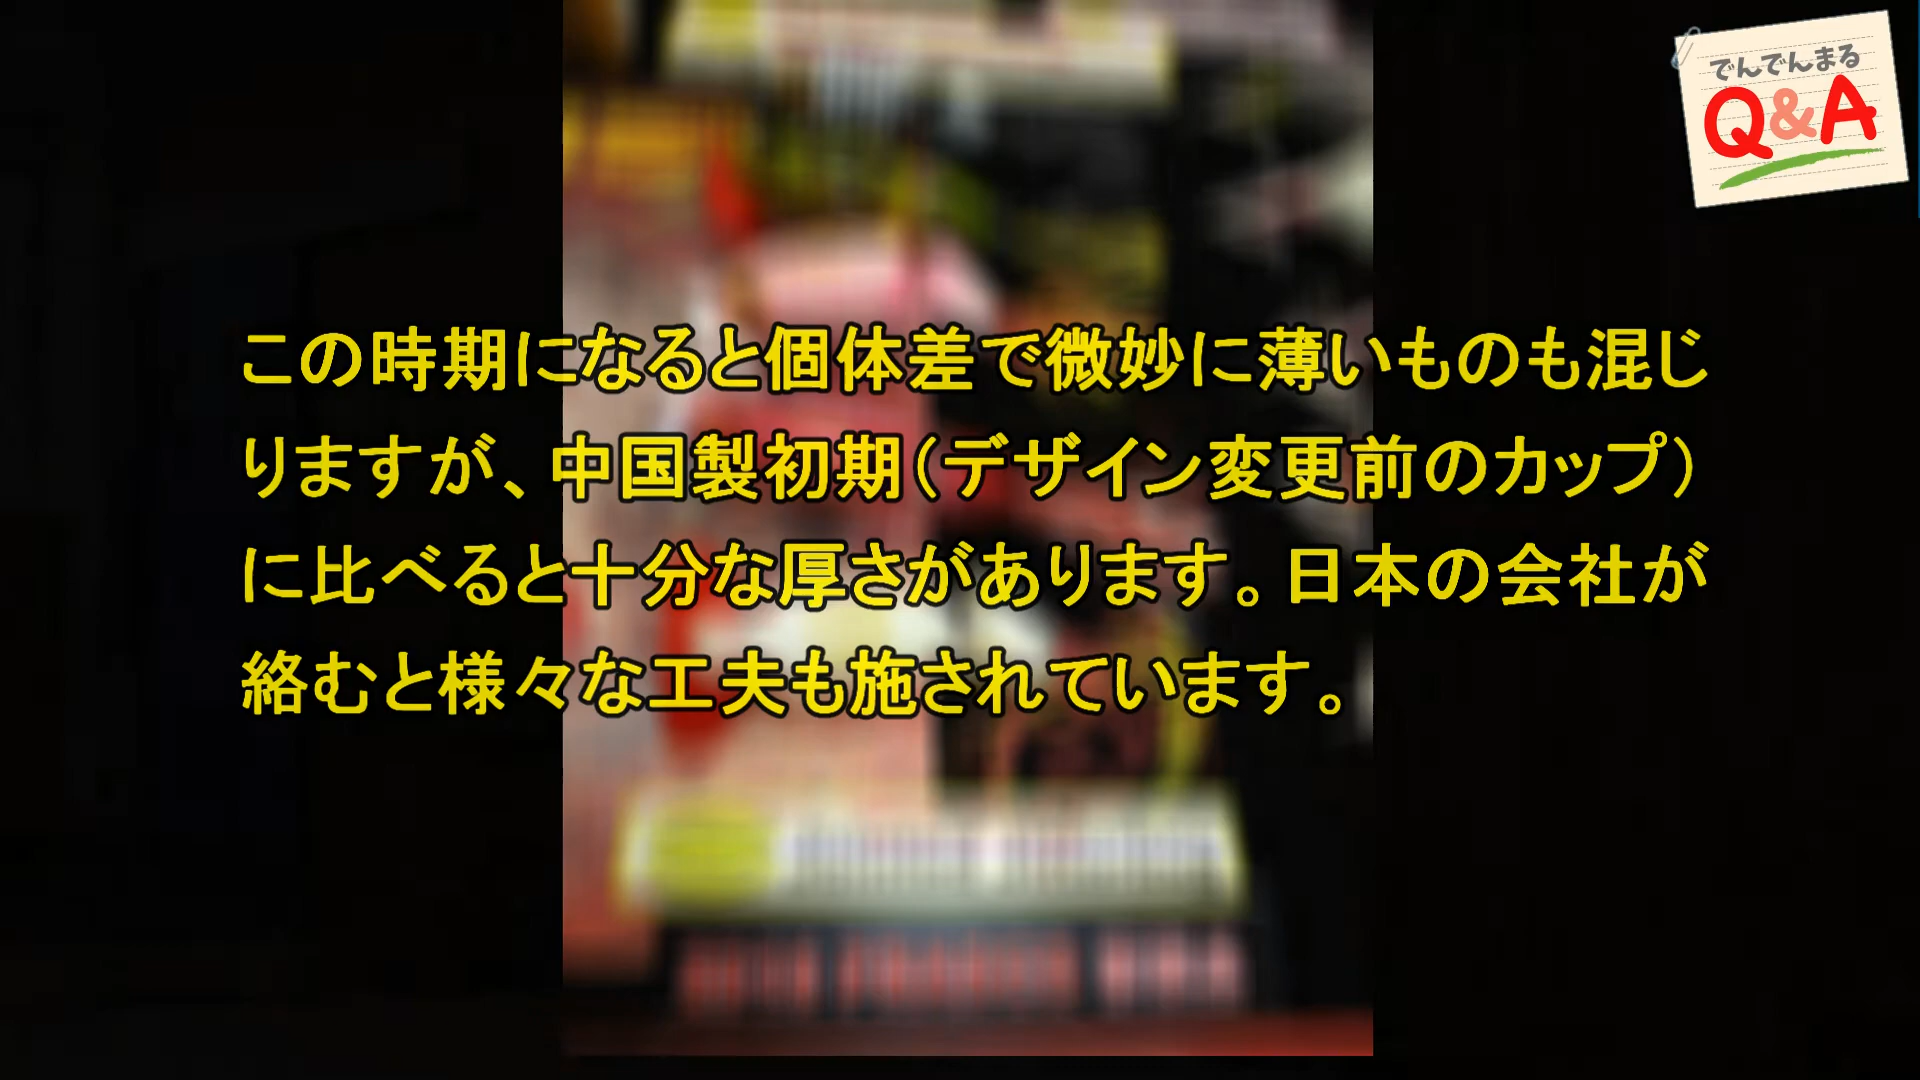 でんでんまる
Q&A
この時期になると個体差で微妙に薄いものも混じ
りますが、中国製初期(デザイン変更前のカップ)
に比べると十分な厚さがあります。日本の会社が
絡むと様々な工夫も施されています。